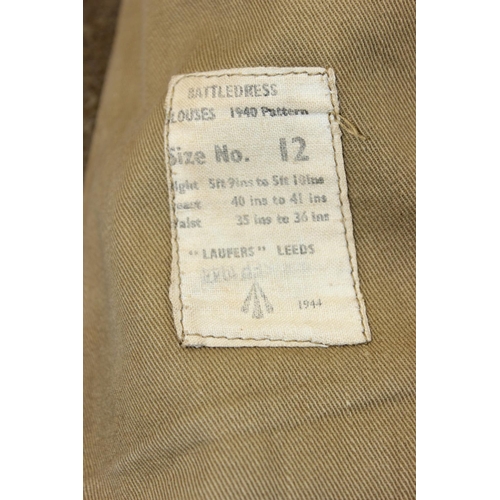 BATTLEDRESS
LOUSES 1940 Pattern
Size No. 12
ight 5ft 9ins to 5ft 10ins
east 40 ins to 41 ins
aist 35 ins to 36 ins
"LAUFERS" LEEDS
1944